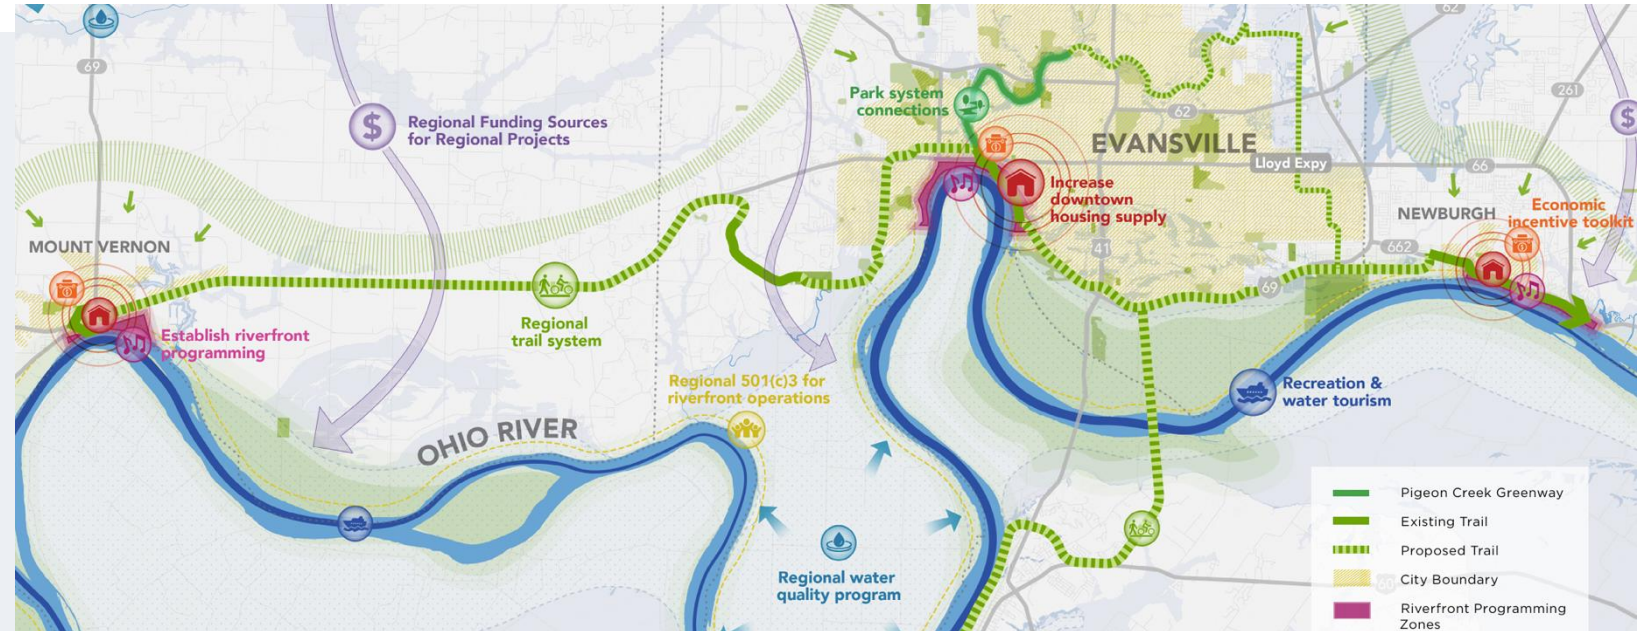 62
69
261
Park system
connections
62
$
$
Regional Funding Sources
for Regional Projects
EVANSVILLE
Lloyd Expy
66
Increase
downtown
housing supply
Economic
incentive toolkit
NEWBURGH
MOUNT VERNON
41
662
69
Regional
trail system
Establish riverfront
programming
Regional 501(c)3 for
riverfront operations
Recreation &
water tourism
OHIO RIVER
Regional water
quality program
Pigeon Creek Greenway
Existing Trail
Proposed Trail
60
City Boundary
Riverfront Programming
Zones